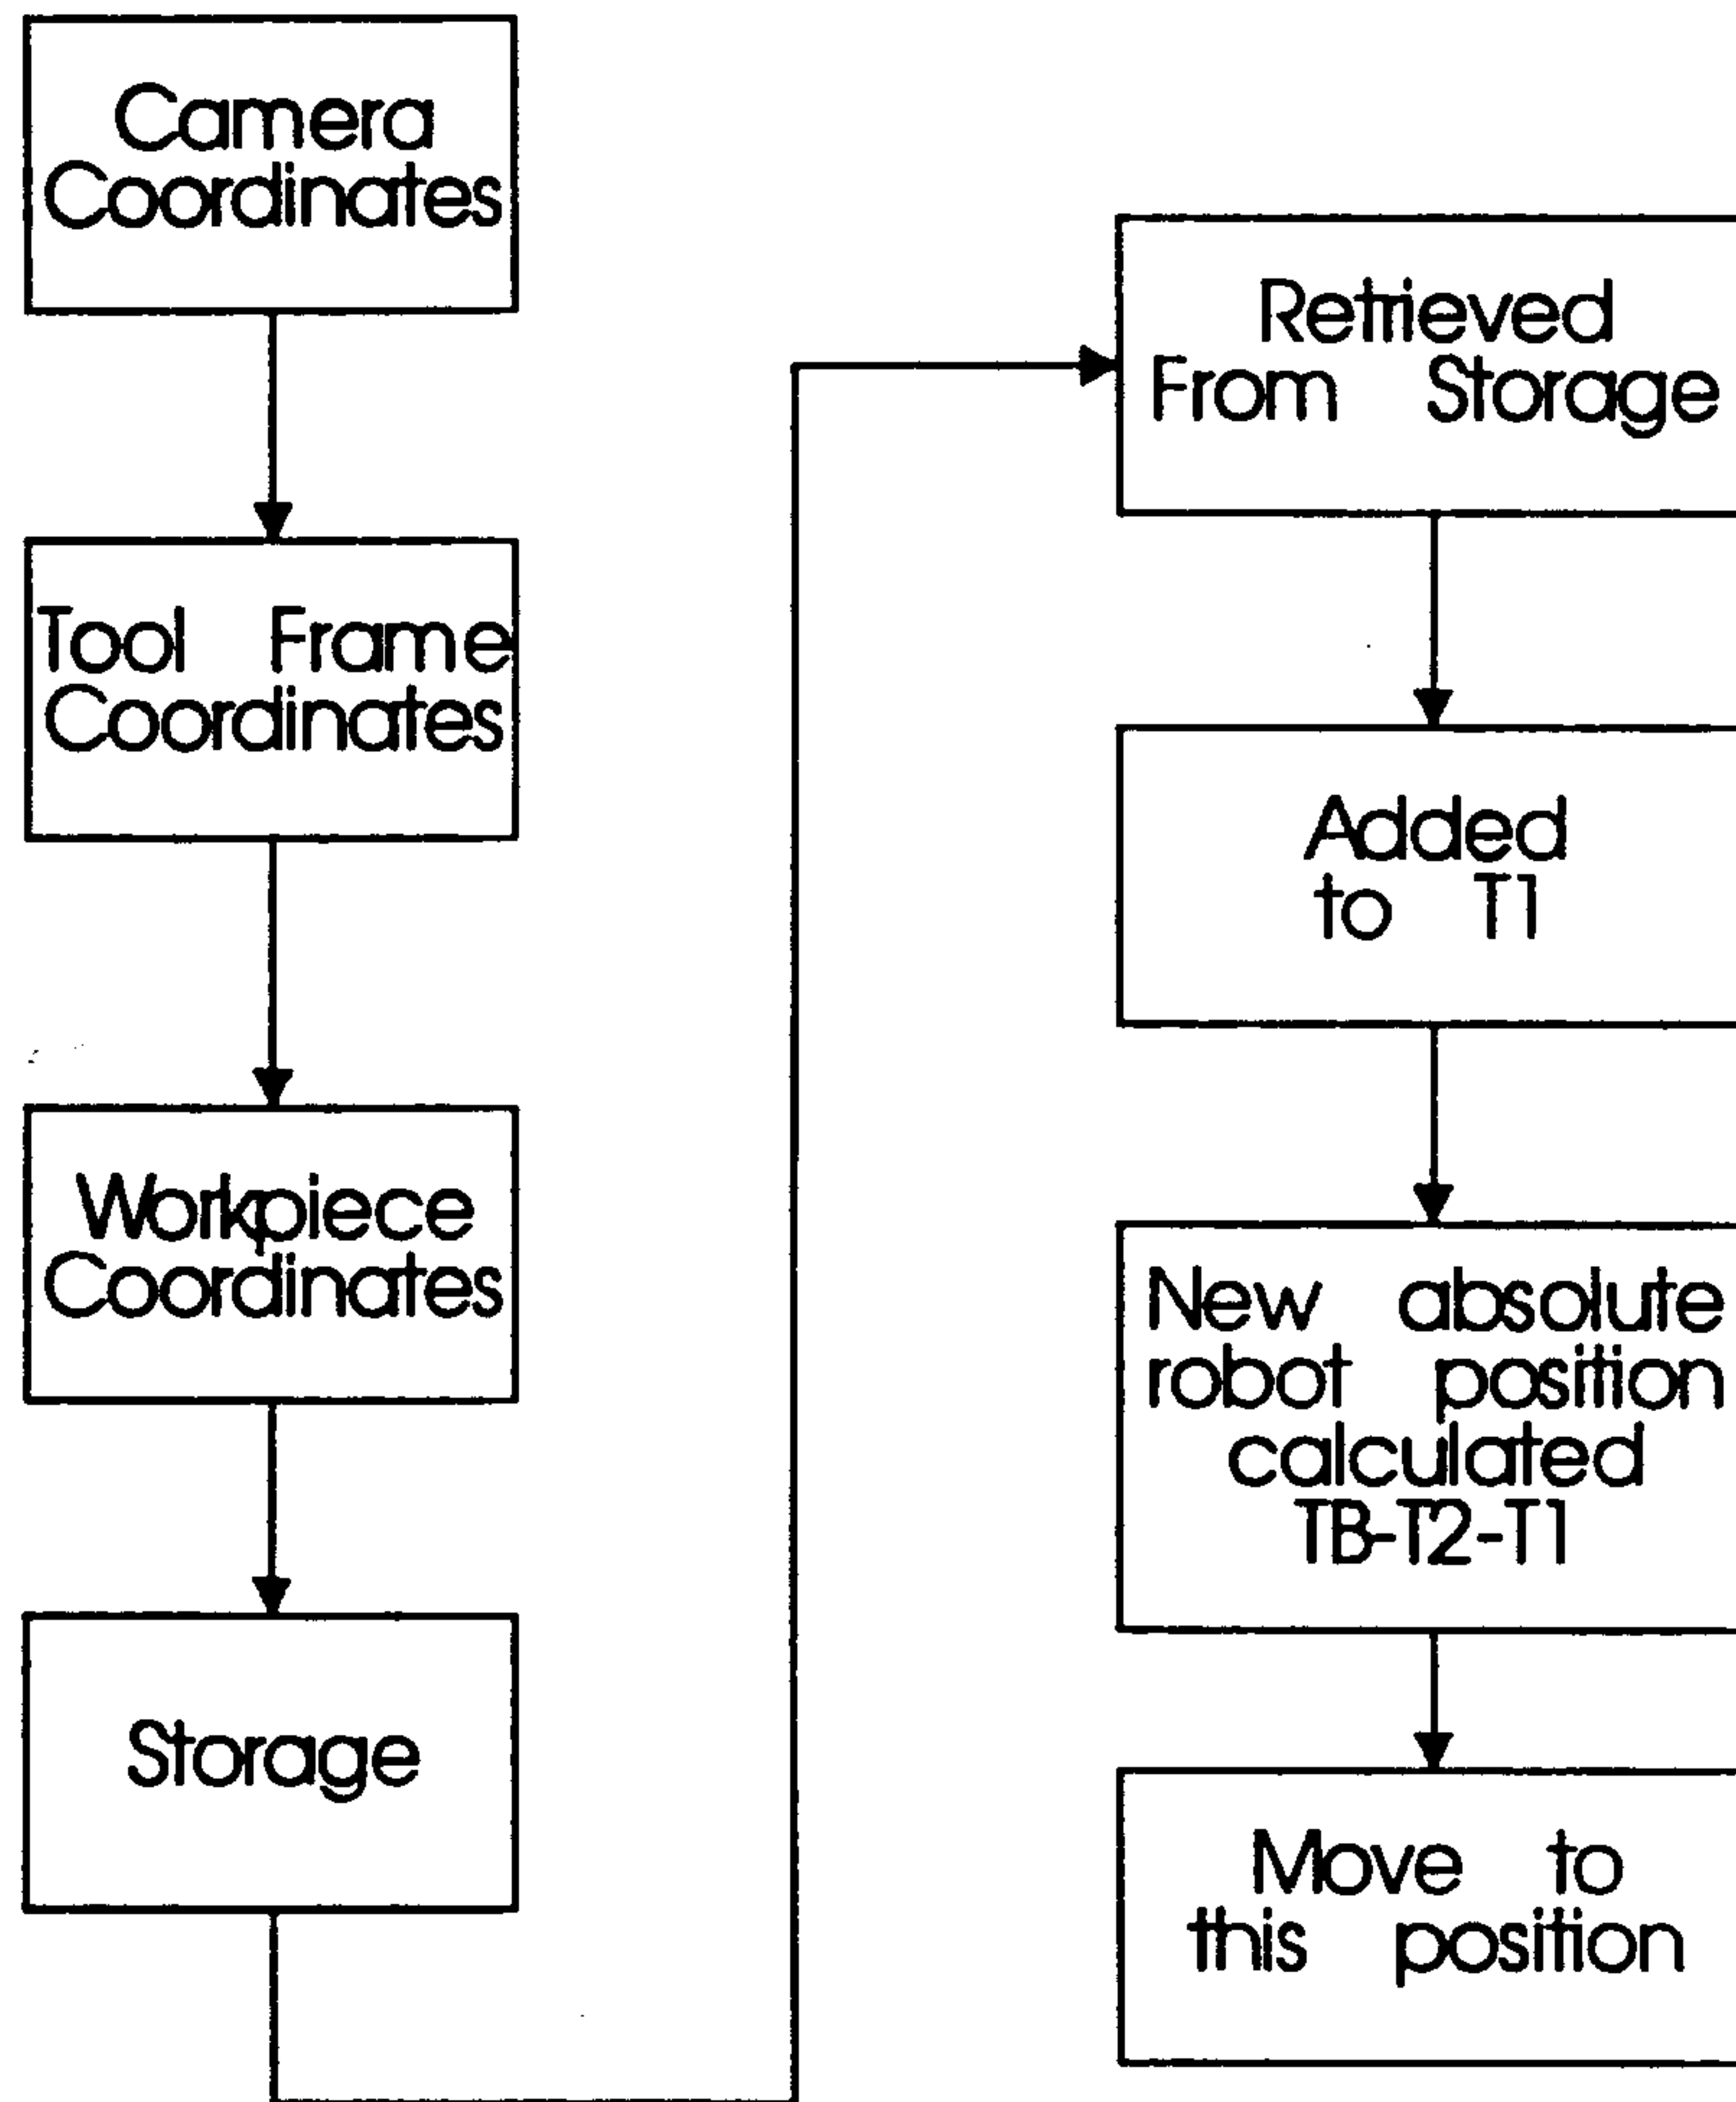 Camera
Coordinates
Tool Frame
Coordinates
Workpiece
Coordinates
Storage
Retrieved
From Storage
Added
to T1
New absolute
robot position
calculated
TB-T2-T1
Move to
this position